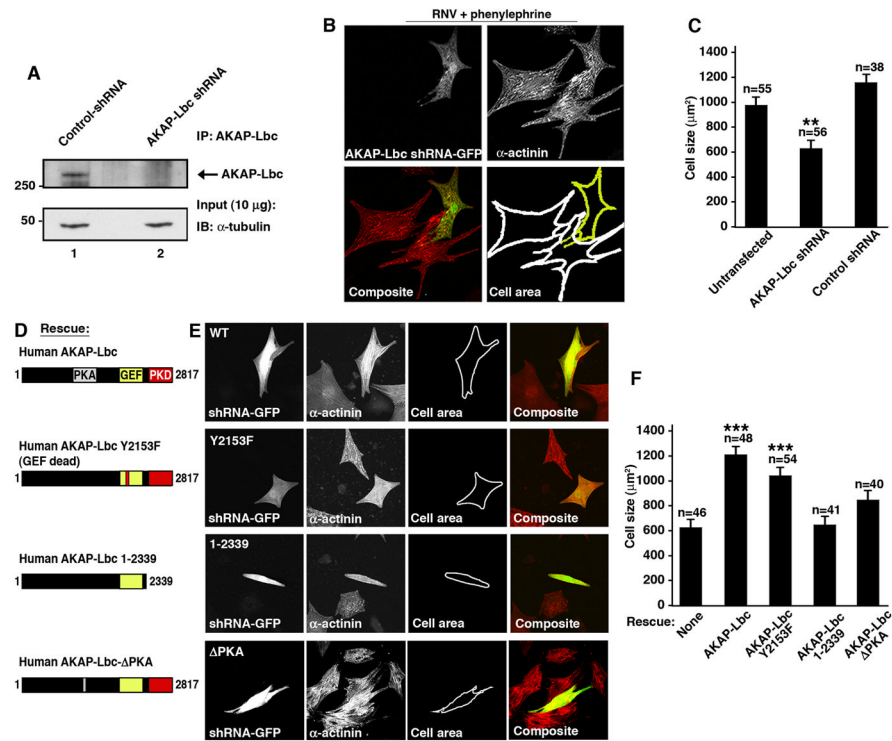 A
Control-shRNA
AKAP-Lbc shRNA
IP: AKAP-Lbc
AKAP-Lbc
250
Input (10 µg):
50
IB: α-tubulin
1
2
B
RNV + phenylephrine
AKAP-Lbc shRNA-GFP
α-actinin
Composite
Cell area
C
Cell size (µm²)
1400
1200
1000
800
600
400
200
0
n=55
**
n=56
n=38
Untransfected
AKAP-Lbc shRNA
Control shRNA
D
Rescue:
Human AKAP-Lbc
1
PKA
GEF
PKD
2817
Human AKAP-Lbc Y2153F
(GEF dead)
1
2817
Human AKAP-Lbc 1-2339
1
2339
Human AKAP-Lbc-ΔPKA
1
2817
E
WT
shRNA-GFP
α-actinin
Cell area
Composite
Y2153F
shRNA-GFP
α-actinin
Cell area
Composite
1-2339
shRNA-GFP
α-actinin
Cell area
Composite
ΔPKA
shRNA-GFP
α-actinin
Cell area
Composite
F
Cell size (µm²)
1400
1200
1000
800
600
400
200
0
n=46
***
n=48
***
n=54
n=41
n=40
Rescue:
None
AKAP-Lbc
AKAP-Lbc
Y2153F
AKAP-Lbc
1-2339
AKAP-Lbc
ΔPKA